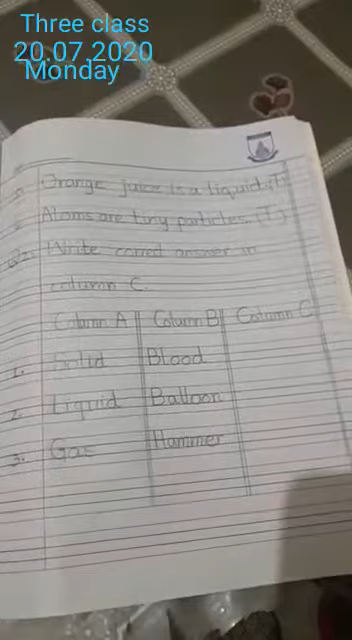 Three class
20.07.2020
Monday
Orange juice is a liquid. (T)
Atoms are tiny particles. (T)
Q2: Write correct answer in
column C.
Column A Column B Column C
1. Solid Blood
2. Liquid Balloon
3. Gas Hammer